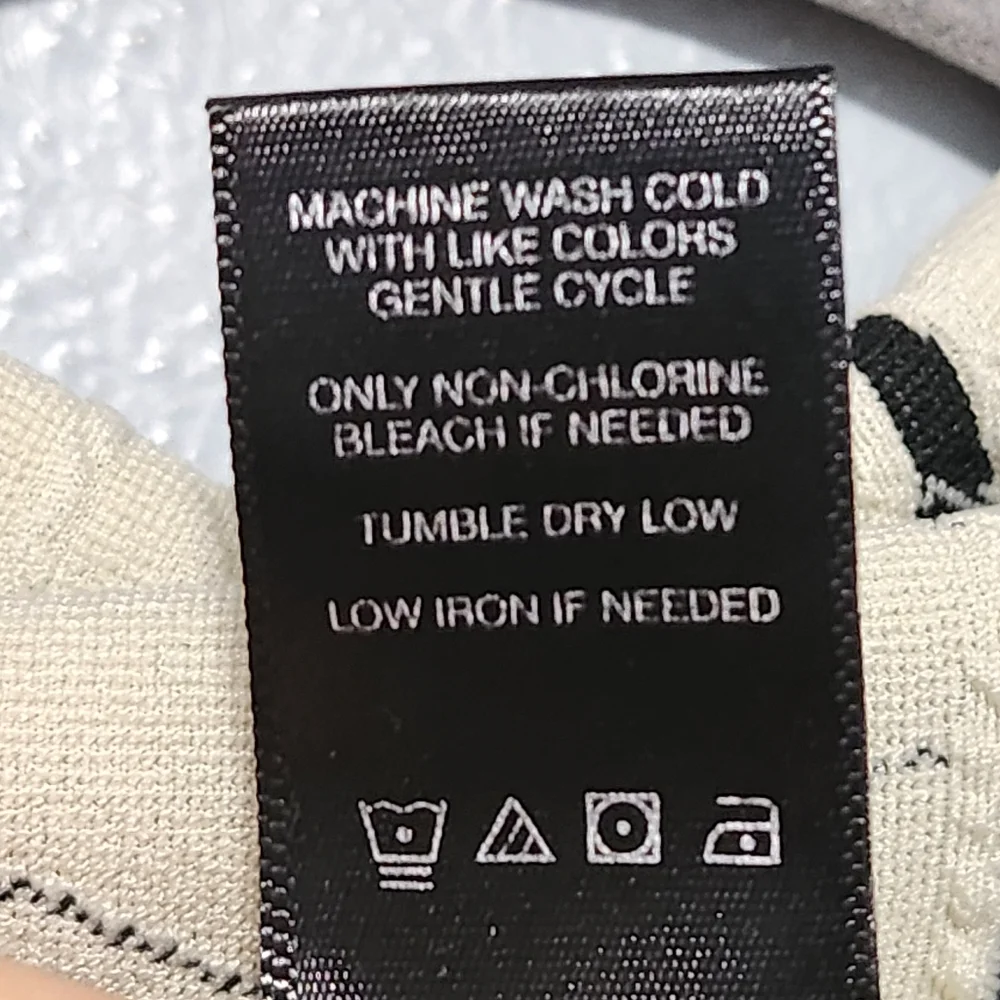 MACHINE WASH COLD
WITH LIKE COLORS
GENTLE CYCLE
ONLY NON-CHLORINE
BLEACH IF NEEDED
TUMBLE DRY LOW
LOW IRON IF NEEDED